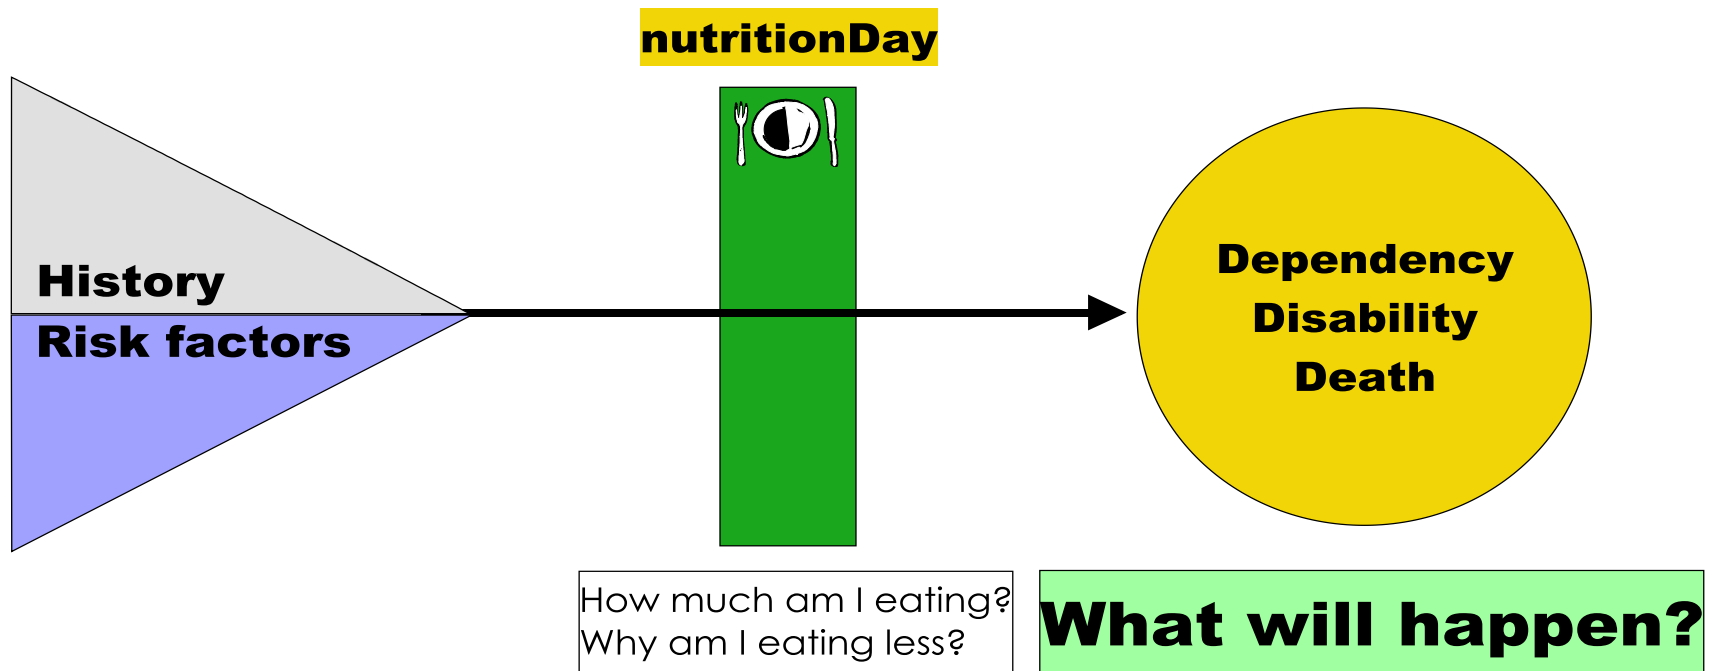 nutritionDay
History
Risk factors
Dependency
Disability
Death
How much am I eating?
Why am I eating less?
What will happen?